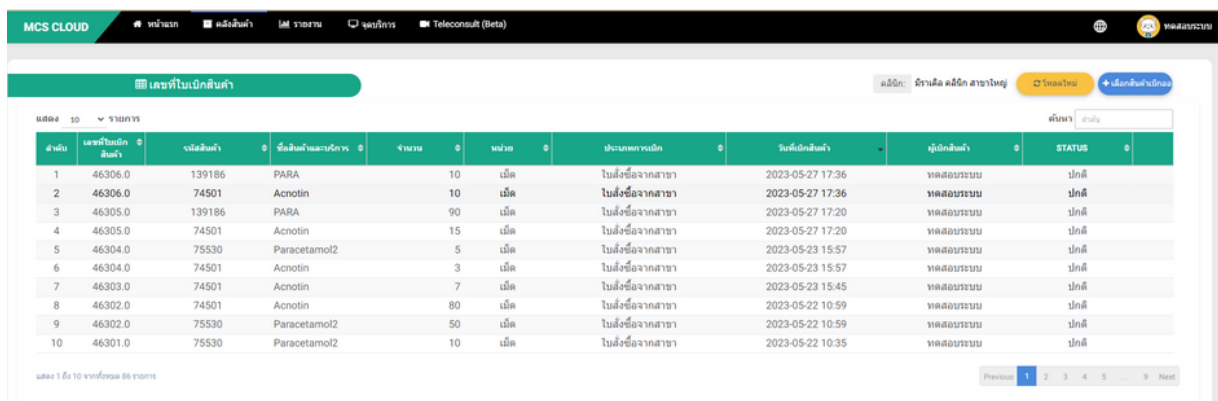 MCS CLOUD หน้าแรก คลังสินค้า รายงาน จุดบริการ Teleconsult (Beta) ทดสอบระบบ
เลขที่ใบเบิกสินค้า คลินิก: มิราเคิล คลินิก สาขาใหญ่ โหลดใหม่ + เลือกสินค้าเบิกออ
แสดง 10 รายการ ค้นหา ลำดับ
ลำดับ เลขที่ใบเบิกสินค้า รหัสสินค้า ชื่อสินค้าและบริการ จำนวน หน่วย ประเภทการเบิก วันที่เบิกสินค้า ผู้เบิกสินค้า STATUS
1 46306.0 139186 PARA 10 เม็ด ใบสั่งซื้อจากสาขา 2023-05-27 17:36 ทดสอบระบบ ปกติ
2 46306.0 74501 Acnotin 10 เม็ด ใบสั่งซื้อจากสาขา 2023-05-27 17:36 ทดสอบระบบ ปกติ
3 46305.0 139186 PARA 90 เม็ด ใบสั่งซื้อจากสาขา 2023-05-27 17:20 ทดสอบระบบ ปกติ
4 46305.0 74501 Acnotin 15 เม็ด ใบสั่งซื้อจากสาขา 2023-05-27 17:20 ทดสอบระบบ ปกติ
5 46304.0 75530 Paracetamol2 5 เม็ด ใบสั่งซื้อจากสาขา 2023-05-23 15:57 ทดสอบระบบ ปกติ
6 46304.0 74501 Acnotin 3 เม็ด ใบสั่งซื้อจากสาขา 2023-05-23 15:57 ทดสอบระบบ ปกติ
7 46303.0 74501 Acnotin 7 เม็ด ใบสั่งซื้อจากสาขา 2023-05-23 15:45 ทดสอบระบบ ปกติ
8 46302.0 74501 Acnotin 80 เม็ด ใบสั่งซื้อจากสาขา 2023-05-22 10:59 ทดสอบระบบ ปกติ
9 46302.0 75530 Paracetamol2 50 เม็ด ใบสั่งซื้อจากสาขา 2023-05-22 10:59 ทดสอบระบบ ปกติ
10 46301.0 75530 Paracetamol2 10 เม็ด ใบสั่งซื้อจากสาขา 2023-05-22 10:35 ทดสอบระบบ ปกติ
แสดง 1 ถึง 10 จากทั้งหมด 86 รายการ Previous 1 2 3 4 5 ... 9 Next